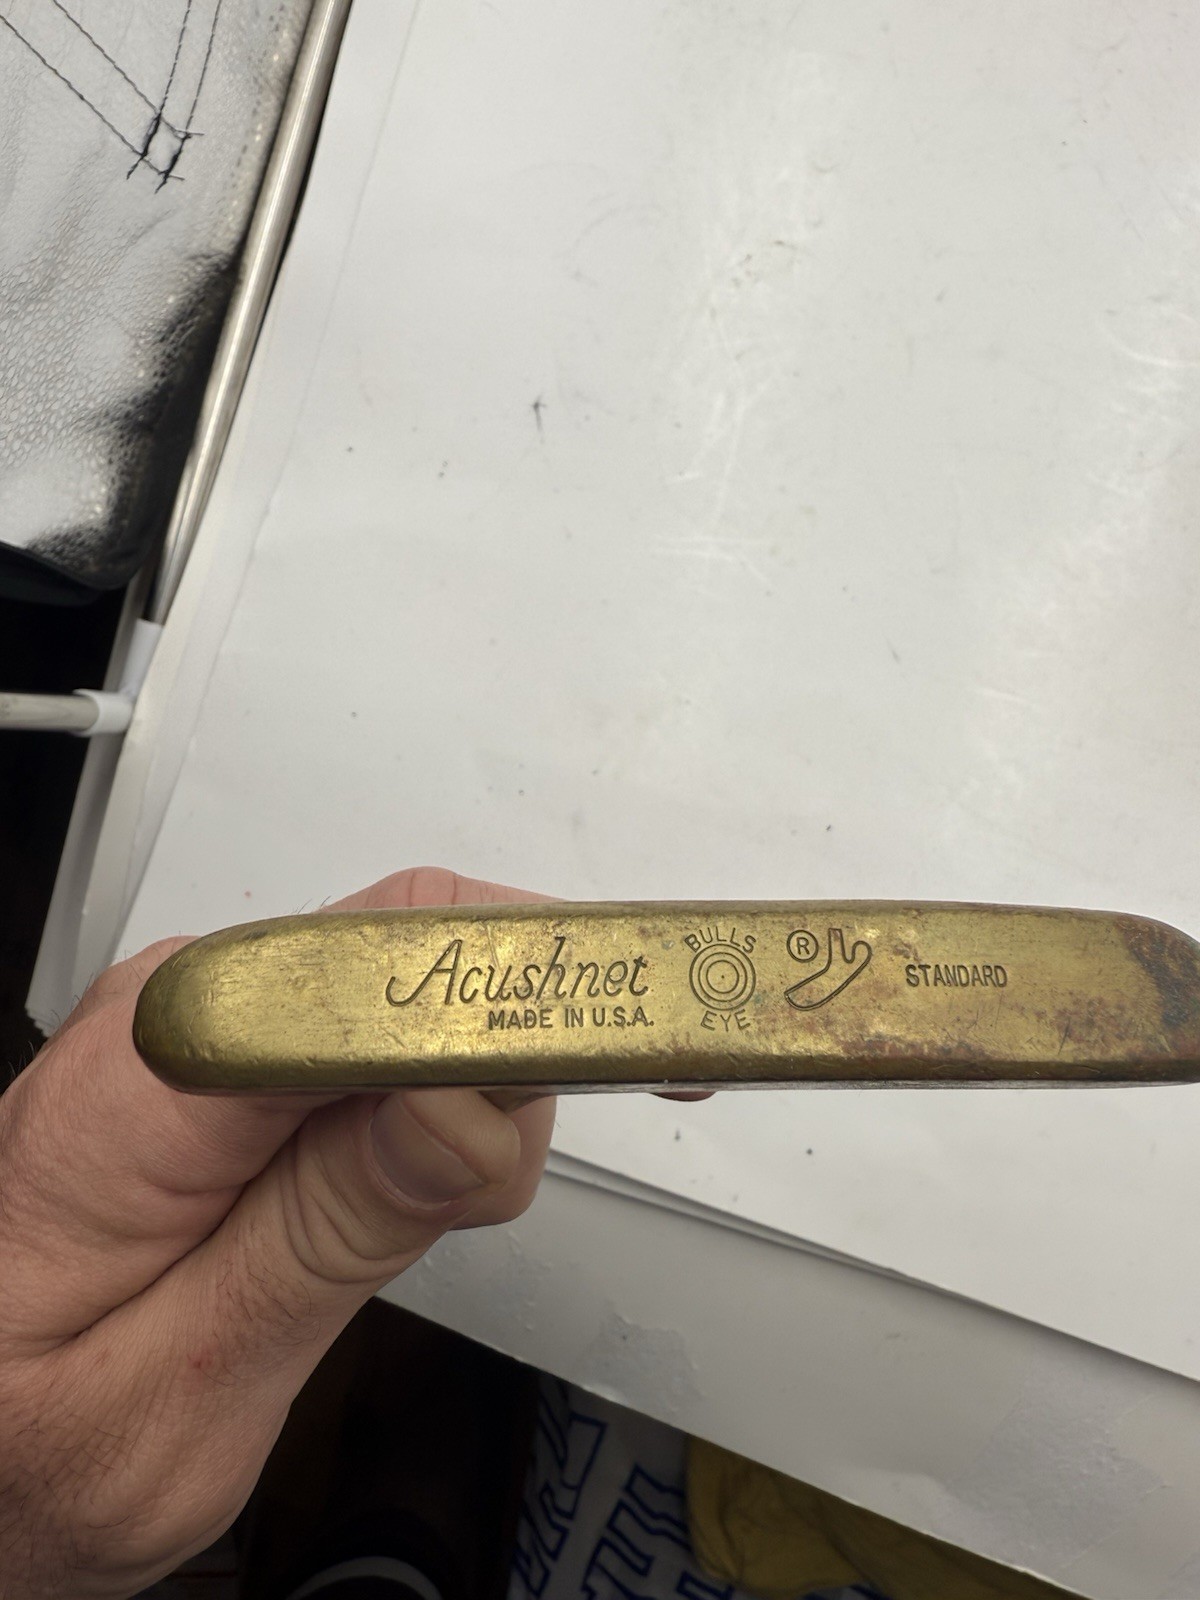 Acushnet
MADE IN U.S.A.
BULLS
EYE
®
STANDARD